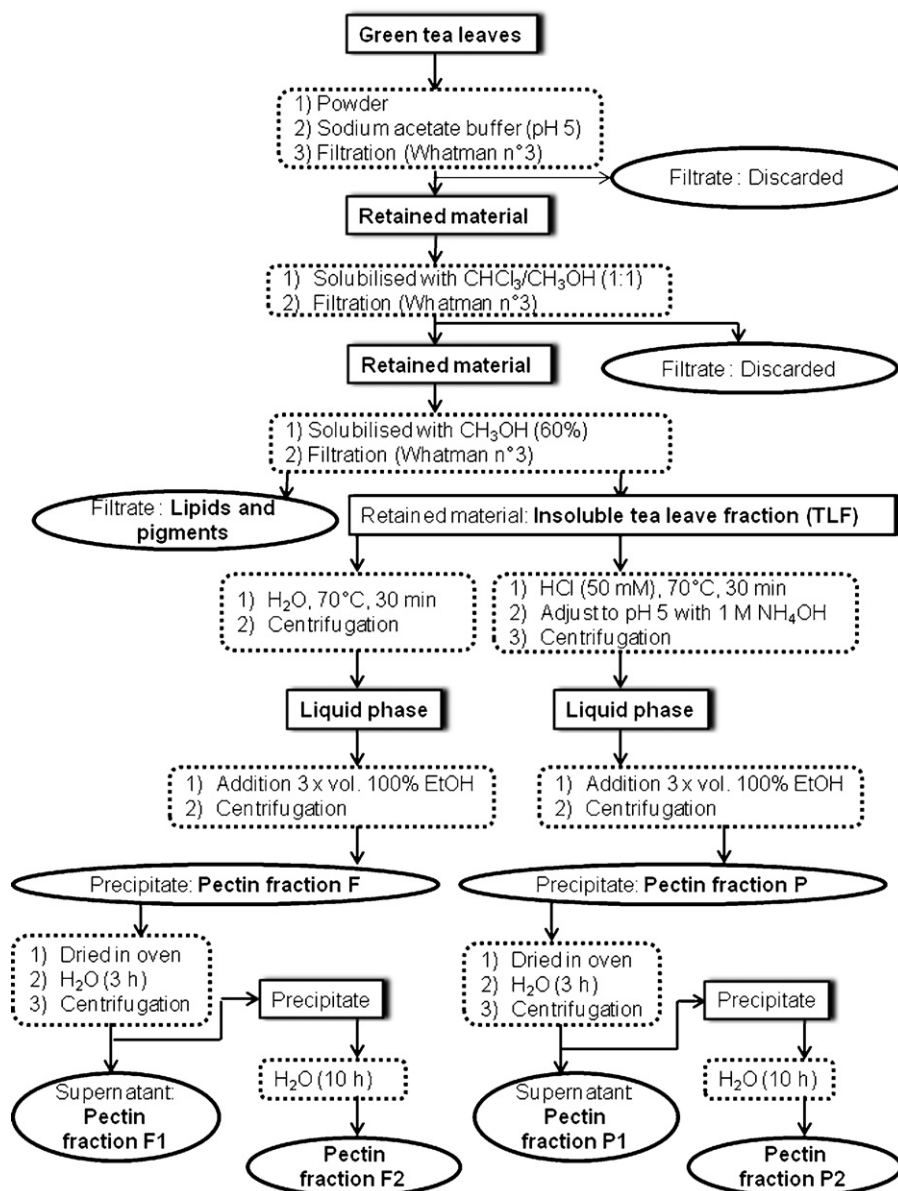 Green tea leaves
1) Powder
2) Sodium acetate buffer (pH 5)
3) Filtration (Whatman n°3)
Filtrate : Discarded
Retained material
1) Solubilised with CHCl₃/CH₃OH (1:1)
2) Filtration (Whatman n°3)
Retained material
Filtrate : Discarded
1) Solubilised with CH₃OH (60%)
2) Filtration (Whatman n°3)
Filtrate : Lipids and
pigments
Retained material: Insoluble tea leave fraction (TLF)
1) H₂O, 70°C, 30 min
2) Centrifugation
1) HCl (50 mM), 70°C, 30 min
2) Adjust to pH 5 with 1 M NH₄OH
3) Centrifugation
Liquid phase
Liquid phase
1) Addition 3 x vol. 100% EtOH
2) Centrifugation
1) Addition 3 x vol. 100% EtOH
2) Centrifugation
Precipitate: Pectin fraction F
Precipitate: Pectin fraction P
1) Dried in oven
2) H₂O (3 h)
3) Centrifugation
Precipitate
1) Dried in oven
2) H₂O (3 h)
3) Centrifugation
Precipitate
Supernatant:
Pectin
fraction F1
H₂O (10 h)
Pectin
fraction F2
Supernatant:
Pectin
fraction P1
H₂O (10 h)
Pectin
fraction P2